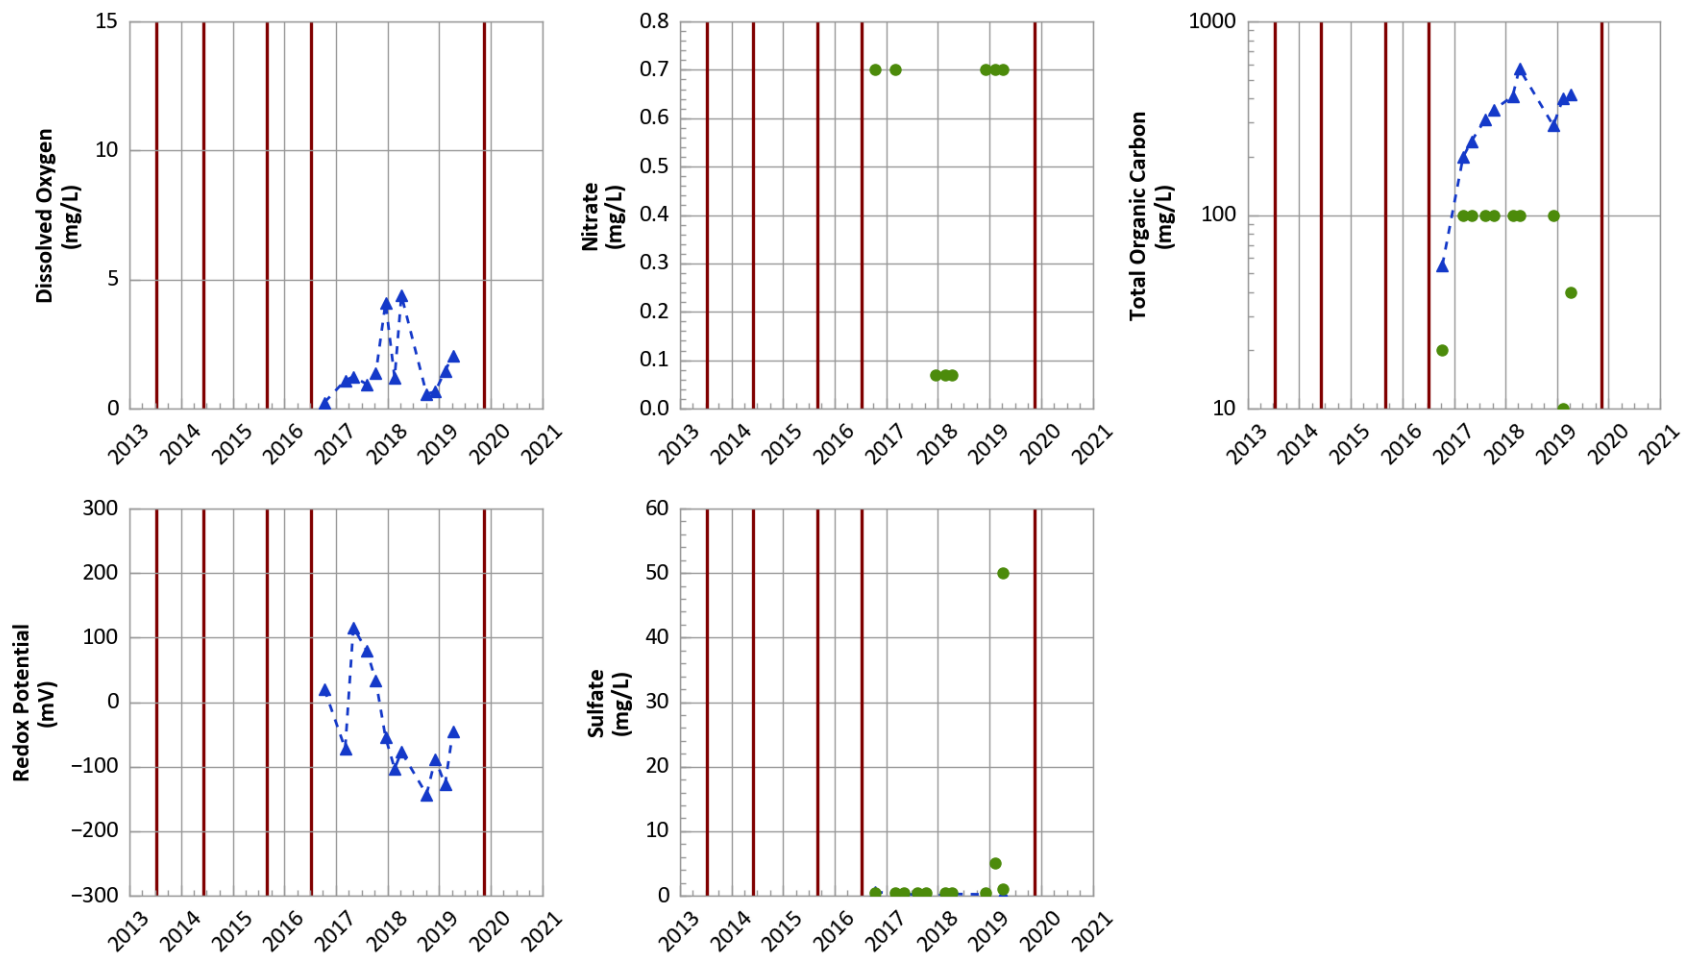 Dissolved Oxygen
(mg/L)
15
10
5
0
2013 2014 2015 2016 2017 2018 2019 2020 2021
Nitrate
(mg/L)
0.8
0.7
0.6
0.5
0.4
0.3
0.2
0.1
0.0
2013 2014 2015 2016 2017 2018 2019 2020 2021
Total Organic Carbon
(mg/L)
1000
100
10
2013 2014 2015 2016 2017 2018 2019 2020 2021
Redox Potential
(mV)
300
200
100
0
−100
−200
−300
2013 2014 2015 2016 2017 2018 2019 2020 2021
Sulfate
(mg/L)
60
50
40
30
20
10
0
2013 2014 2015 2016 2017 2018 2019 2020 2021